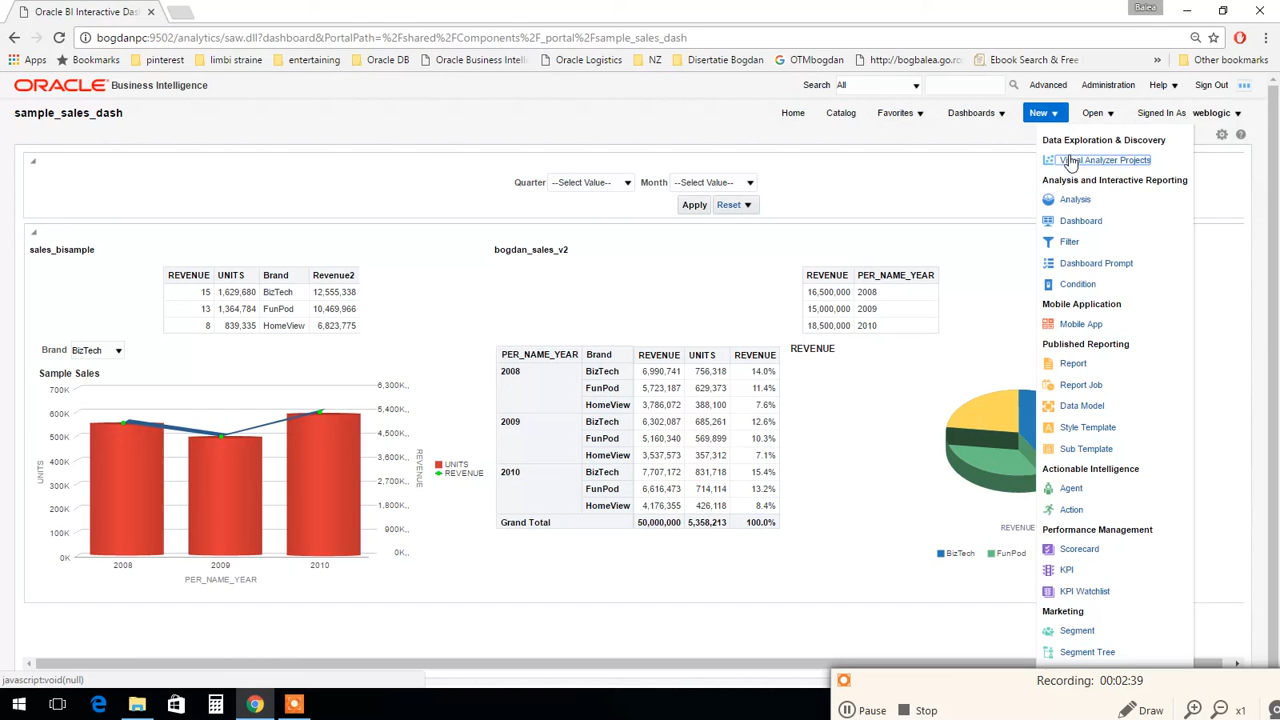 Oracle BI Interactive Das
Balea
bogdanpc:9502/analytics/saw.dll?dashboard&PortalPath=%2Fshared%2FComponents%2F_portal%2Fsample_sales_dash
Apps Bookmarks pinterest limbi straine entertaining Oracle DB Oracle Business Intelli Oracle Logistics NZ Disertatie Bogdan OTMbogdan http://bogbalea.go.ro Ebook Search & Free Other bookmarks
ORACLE Business Intelligence
Search All Advanced Administration Help Sign Out
sample_sales_dash
Home Catalog Favorites Dashboards New Open Signed In As weblogic
Quarter --Select Value-- Month --Select Value--
Apply Reset
sales_bisample
REVENUE UNITS Brand Revenue2
15 1,629,680 BizTech 12,555,338
13 1,364,784 FunPod 10,469,966
8 839,335 HomeView 6,823,775
Brand BizTech
Sample Sales
700K
600K
500K
400K
300K
200K
100K
0K
UNITS
6,300K..
5,400K..
4,500K..
3,600K..
2,700K..
1,800K..
900K..
0K..
REVENUE
2008 2009 2010
PER_NAME_YEAR
UNITS
REVENUE
bogdan_sales_v2
REVENUE PER_NAME_YEAR
16,500,000 2008
15,000,000 2009
18,500,000 2010
PER_NAME_YEAR Brand REVENUE UNITS REVENUE
2008 BizTech 6,990,741 756,318 14.0%
FunPod 5,723,187 629,373 11.4%
HomeView 3,786,072 388,100 7.6%
2009 BizTech 6,302,087 685,261 12.6%
FunPod 5,160,340 569,899 10.3%
HomeView 3,537,573 357,312 7.1%
2010 BizTech 7,707,172 831,718 15.4%
FunPod 6,616,473 714,114 13.2%
HomeView 4,176,355 426,118 8.4%
Grand Total 50,000,000 5,358,213 100.0%
REVENUE
REVENUE
BizTech FunPod
Data Exploration & Discovery
Visual Analyzer Projects
Analysis and Interactive Reporting
Analysis
Dashboard
Filter
Dashboard Prompt
Condition
Mobile Application
Mobile App
Published Reporting
Report
Report Job
Data Model
Style Template
Sub Template
Actionable Intelligence
Agent
Action
Performance Management
Scorecard
KPI
KPI Watchlist
Marketing
Segment
Segment Tree
javascript:void(null)
Recording: 00:02:39
Pause Stop Draw x1